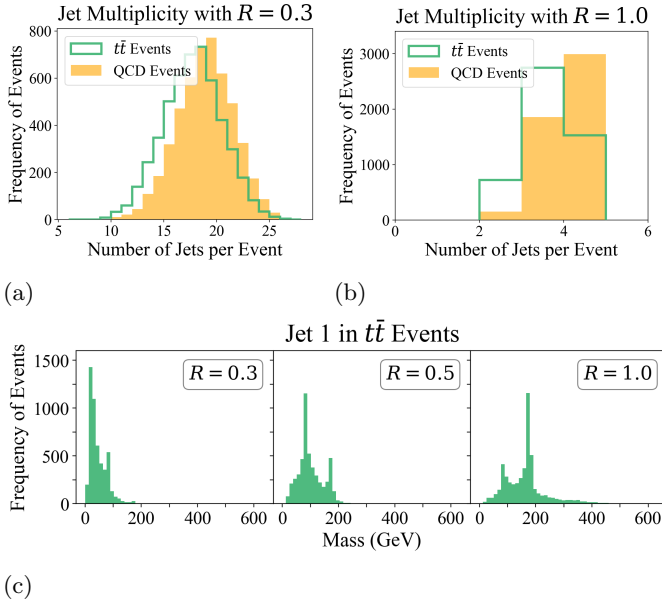 Jet Multiplicity with R = 0.3
Frequency of Events
800
600
400
200
0
tt̄ Events
QCD Events
5
10
15
20
25
Number of Jets per Event
(a)
Jet Multiplicity with R = 1.0
Frequency of Events
3000
2000
1000
0
tt̄ Events
QCD Events
0
2
4
6
Number of Jets per Event
(b)
Jet 1 in tt̄ Events
Frequency of Events
1500
1000
500
0
R = 0.3
R = 0.5
R = 1.0
0 200 400 600
0 200 400 600
0 200 400 600
Mass (GeV)
(c)